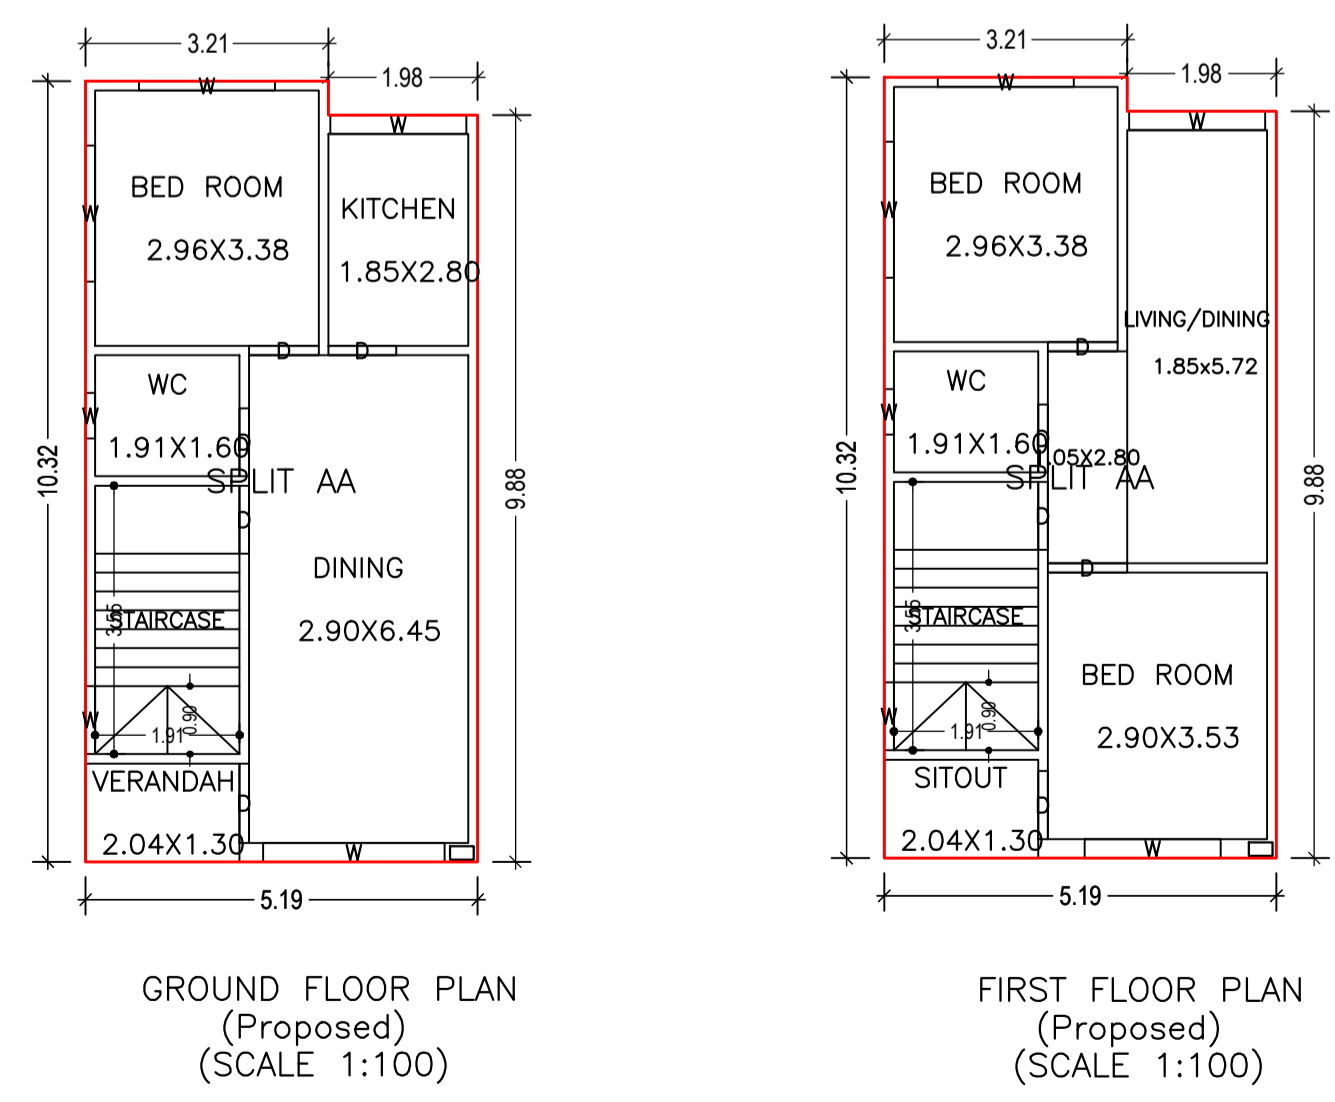 3.21
1.98
W
W
BED ROOM
2.96X3.38
KITCHEN
1.85X2.80
W
D
D
WC
1.91X1.60
W
D
SPLIT AA
10.32
9.88
D
DINING
2.90X6.45
STAIRCASE
3.55
W
1.91
0.90
VERANDAH
2.04X1.30
D
W
5.19
GROUND FLOOR PLAN
(Proposed)
(SCALE 1:100)
3.21
1.98
W
W
BED ROOM
2.96X3.38
W
LIVING/DINING
1.85x5.72
D
WC
1.91X1.60
W
D
.05X2.80
SPLIT AA
10.32
9.88
D
D
STAIRCASE
3.55
BED ROOM
2.90X3.53
W
1.91
0.90
SITOUT
2.04X1.30
D
W
5.19
FIRST FLOOR PLAN
(Proposed)
(SCALE 1:100)